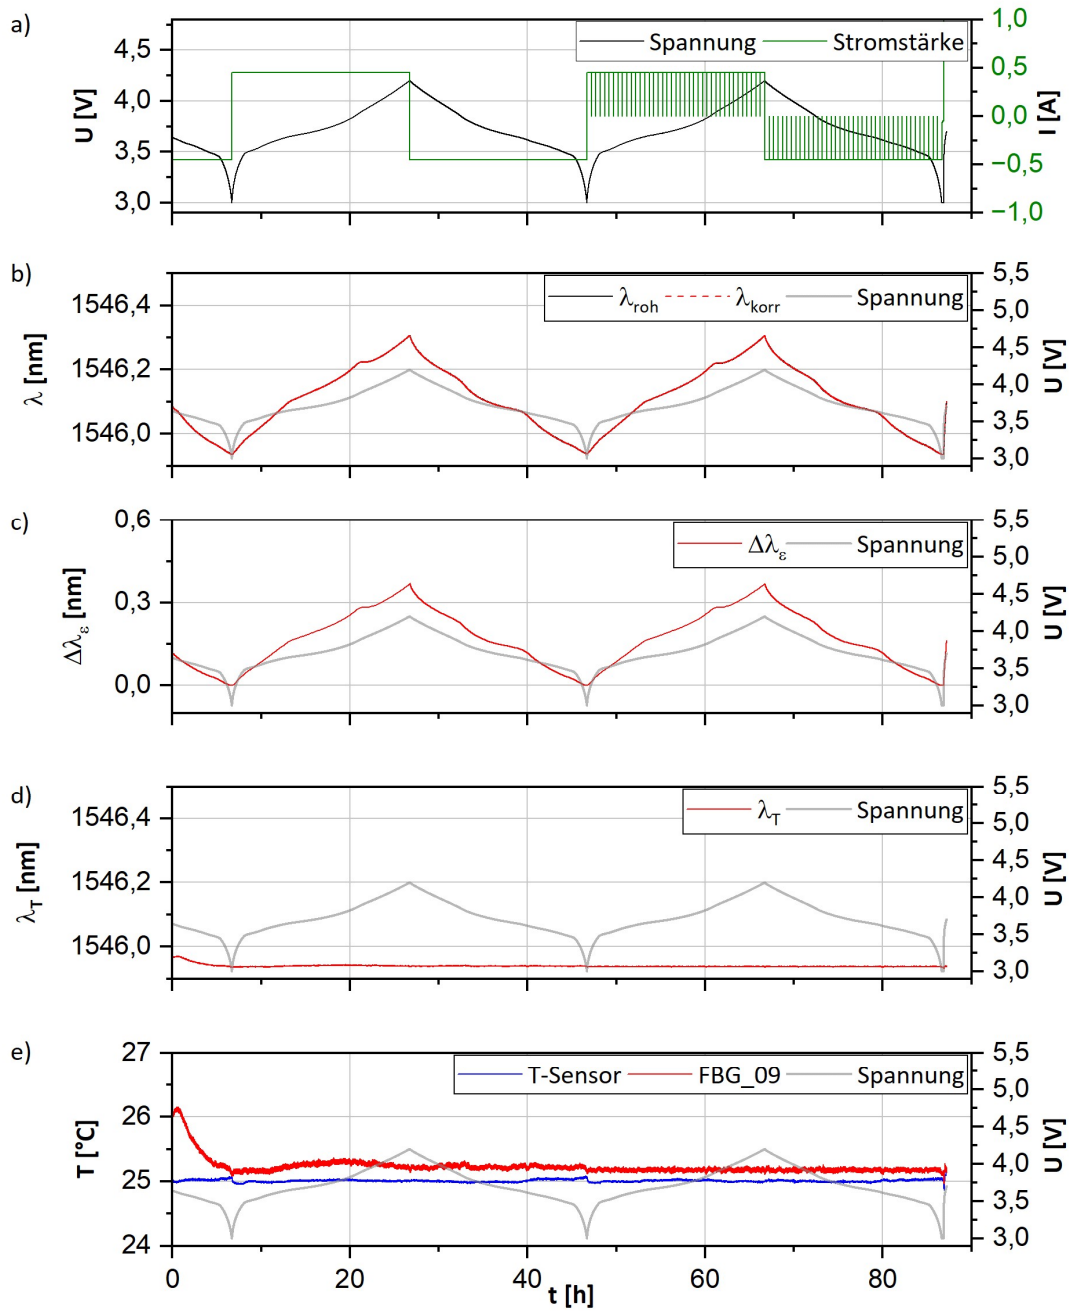 a)
Spannung Stromstärke
4,5
4,0
3,5
3,0
U [V]
1,0
0,5
0,0
−0,5
−1,0
I [A]
0 20 40 60 80
b)
λroh λkorr Spannung
1546,4
1546,2
1546,0
λ [nm]
5,5
5,0
4,5
4,0
3,5
3,0
U [V]
c)
Δλε Spannung
0,6
0,3
0,0
Δλε [nm]
5,5
5,0
4,5
4,0
3,5
3,0
U [V]
d)
λT Spannung
1546,4
1546,2
1546,0
λT [nm]
5,5
5,0
4,5
4,0
3,5
3,0
U [V]
e)
T-Sensor FBG_09 Spannung
27
26
25
24
T [°C]
5,5
5,0
4,5
4,0
3,5
3,0
U [V]
0 20 40 60 80
t [h]